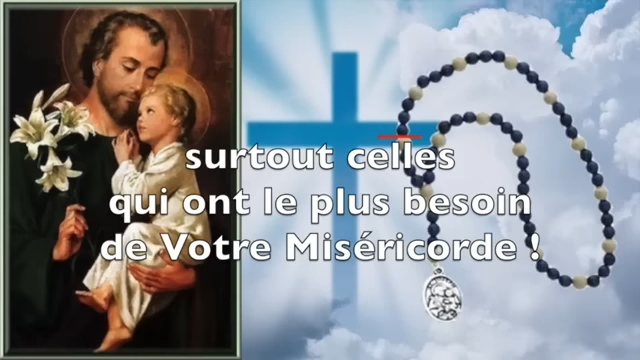 surtout celles
qui ont le plus besoin
de Votre Miséricorde !